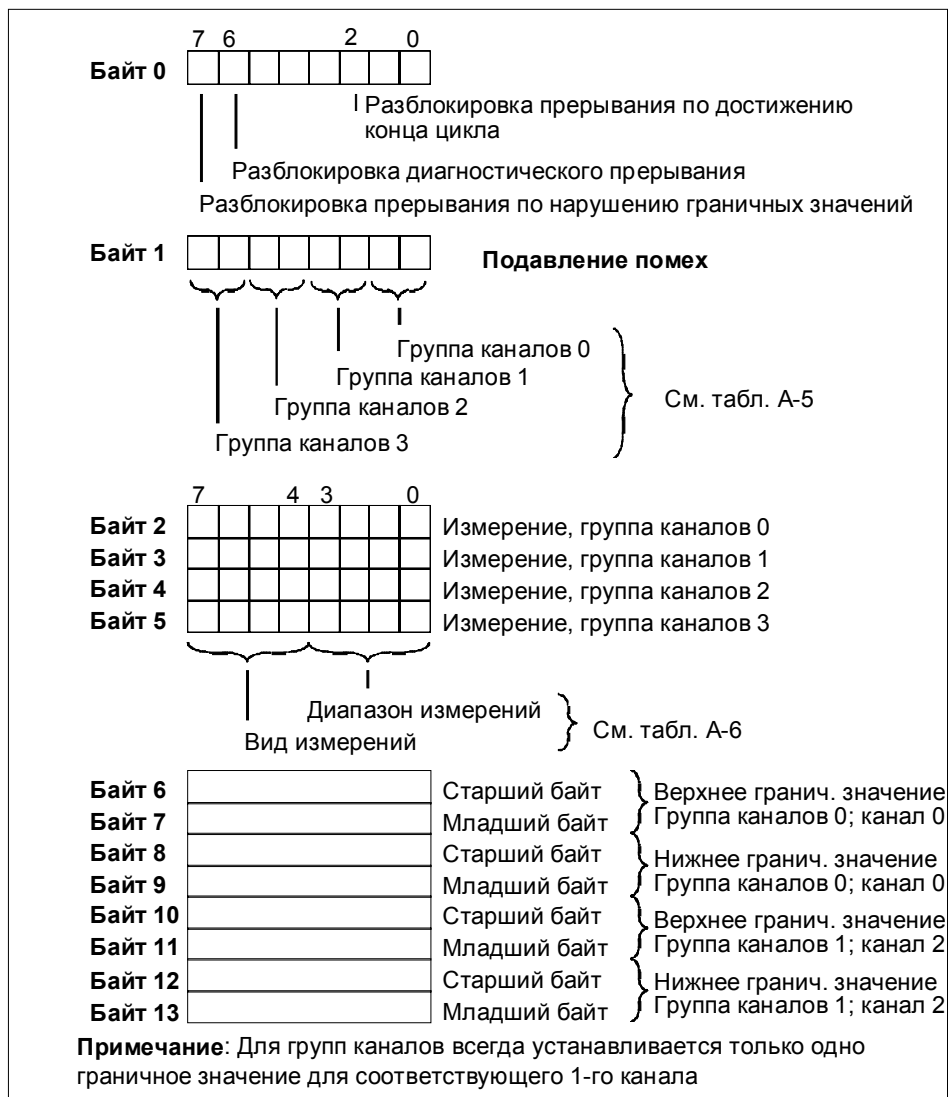 7 6 2 0
Байт 0
Разблокировка прерывания по достижению
конца цикла
Разблокировка диагностического прерывания
Разблокировка прерывания по нарушению граничных значений
Байт 1
Подавление помех
Группа каналов 0
Группа каналов 1
Группа каналов 2
Группа каналов 3
См. табл. А-5
7 4 3 0
Байт 2 Измерение, группа каналов 0
Байт 3 Измерение, группа каналов 1
Байт 4 Измерение, группа каналов 2
Байт 5 Измерение, группа каналов 3
Диапазон измерений
Вид измерений
См. табл. А-6
Байт 6 Старший байт
Верхнее гранич. значение
Байт 7 Младший байт
Группа каналов 0; канал 0
Байт 8 Старший байт
Нижнее гранич. значение
Байт 9 Младший байт
Группа каналов 0; канал 0
Байт 10 Старший байт
Верхнее гранич. значение
Байт 11 Младший байт
Группа каналов 1; канал 2
Байт 12 Старший байт
Нижнее гранич. значение
Байт 13 Младший байт
Группа каналов 1; канал 2
Примечание: Для групп каналов всегда устанавливается только одно
граничное значение для соответствующего 1-го канала